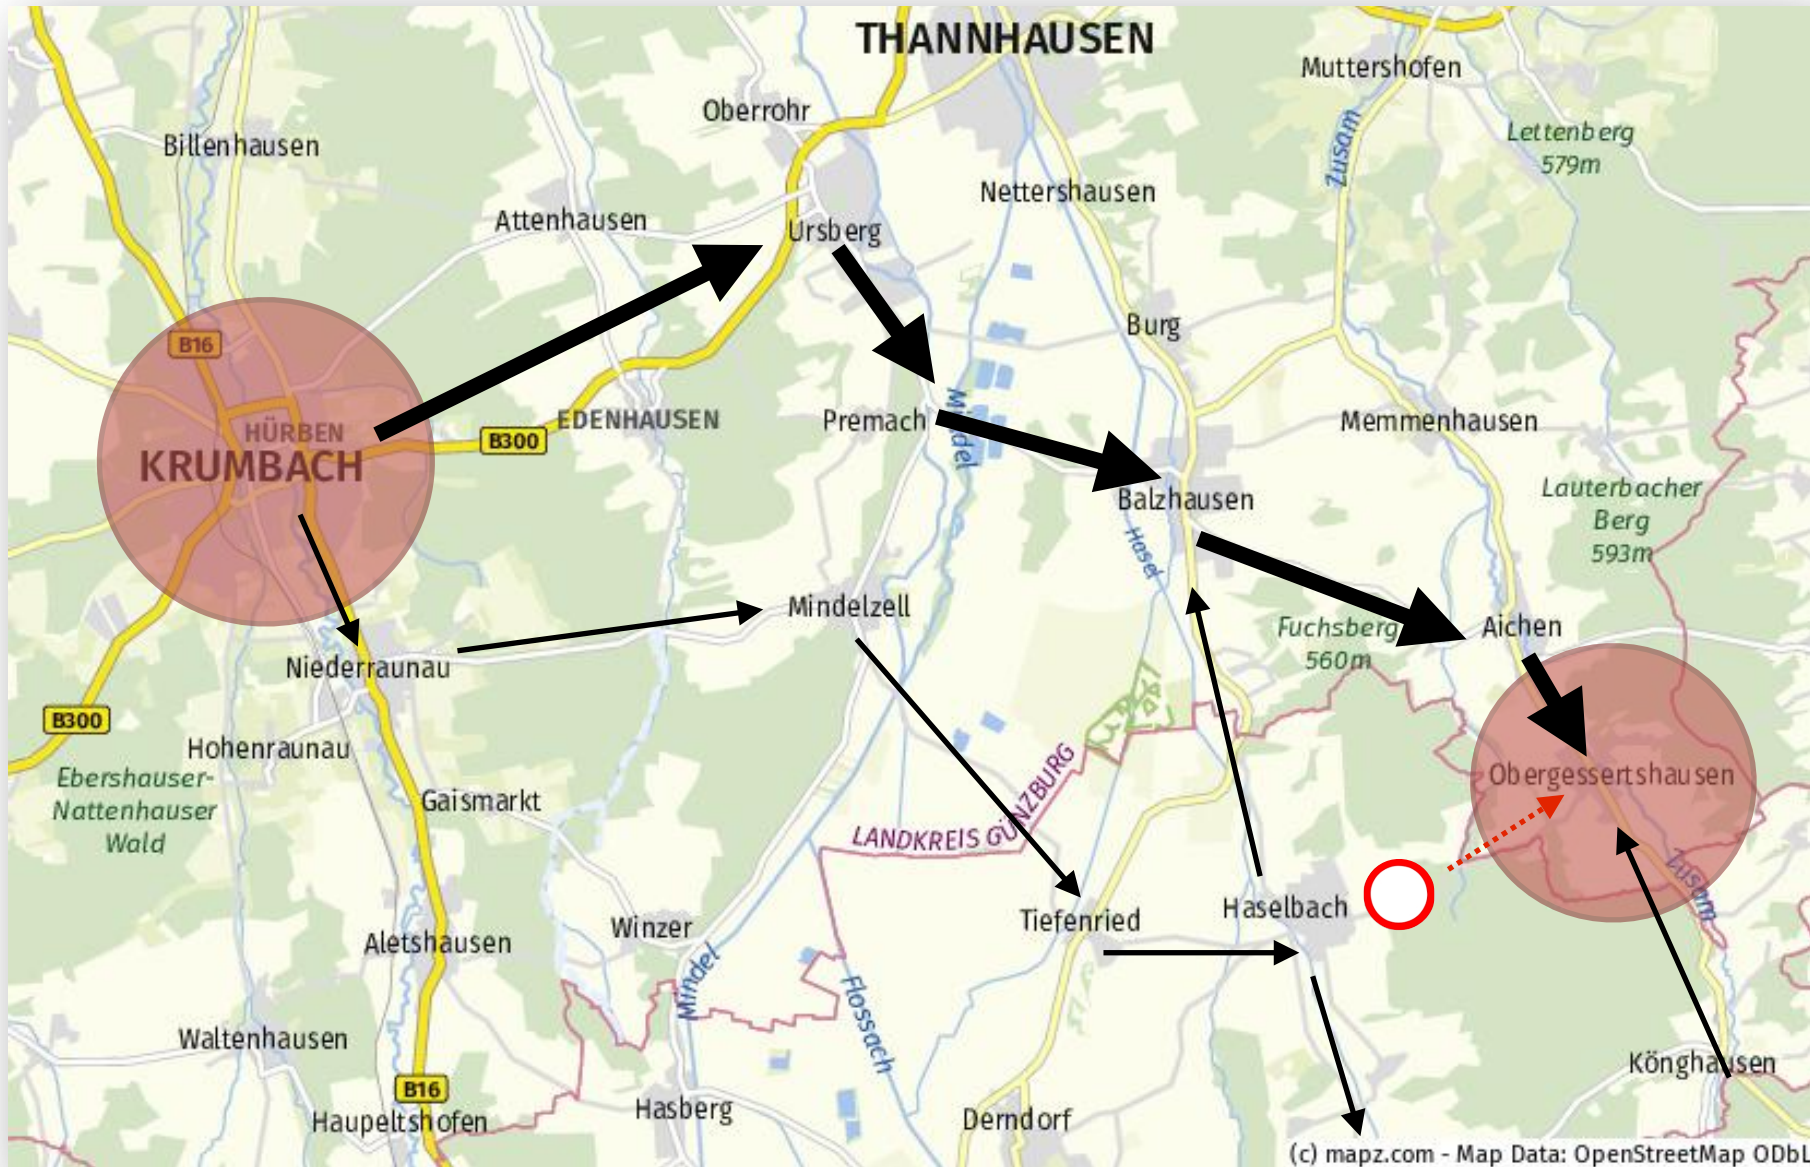 THANNHAUSEN
Muttershofen
Oberrohr
Billenhausen
Zusam
Lettenberg
579m
Nettershausen
Attenhausen
Ursberg
Burg
B16
HÜRBEN
KRUMBACH
B300
EDENHAUSEN
Premach
Mindel
Memmenhausen
Balzhausen
Lauterbacher
Berg
593m
Hasel
Mindelzell
Fuchsberg
560m
Aichen
Niederraunau
B300
Hohenraunau
Ebershauser-
Nattenhauser
Wald
Gaismarkt
LANDKREIS GÜNZBURG
Obergessertshausen
Zusam
Winzer
Tiefenried
Haselbach
Aletshausen
Mindel
Flossach
Waltenhausen
Könghausen
B16
Haupeltshofen
Hasberg
Derndorf
(c) mapz.com - Map Data: OpenStreetMap ODbL